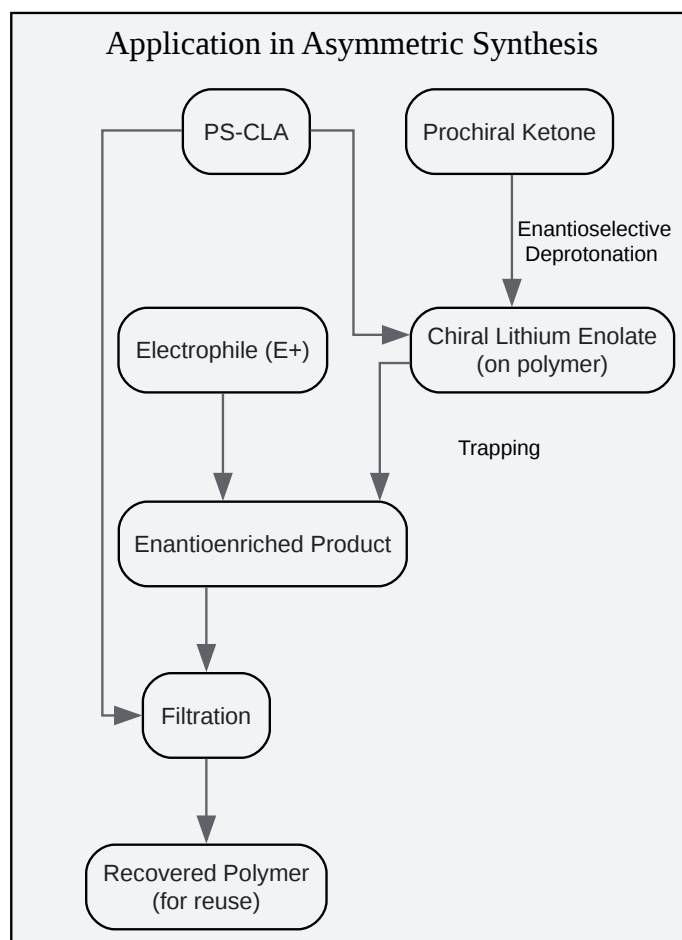 Application in Asymmetric Synthesis
PS-CLA
Prochiral Ketone
Enantioselective
Deprotonation
Electrophile (E+)
Chiral Lithium Enolate
(on polymer)
Trapping
Enantioenriched Product
Filtration
Recovered Polymer
(for reuse)